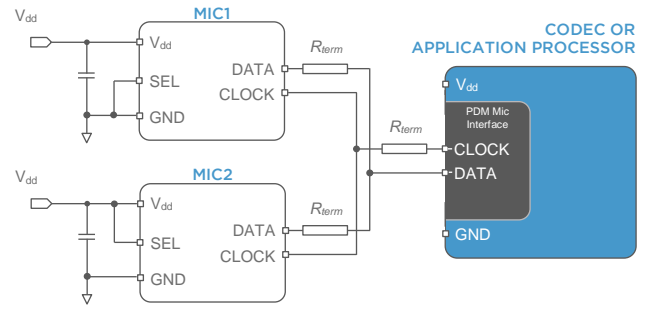 MIC1
Vdd
Vdd
SEL
GND
DATA
CLOCK
Rterm
CODEC OR
APPLICATION PROCESSOR
Vdd
PDM Mic
Interface
CLOCK
DATA
GND
Rterm
MIC2
Vdd
Vdd
SEL
GND
DATA
CLOCK
Rterm